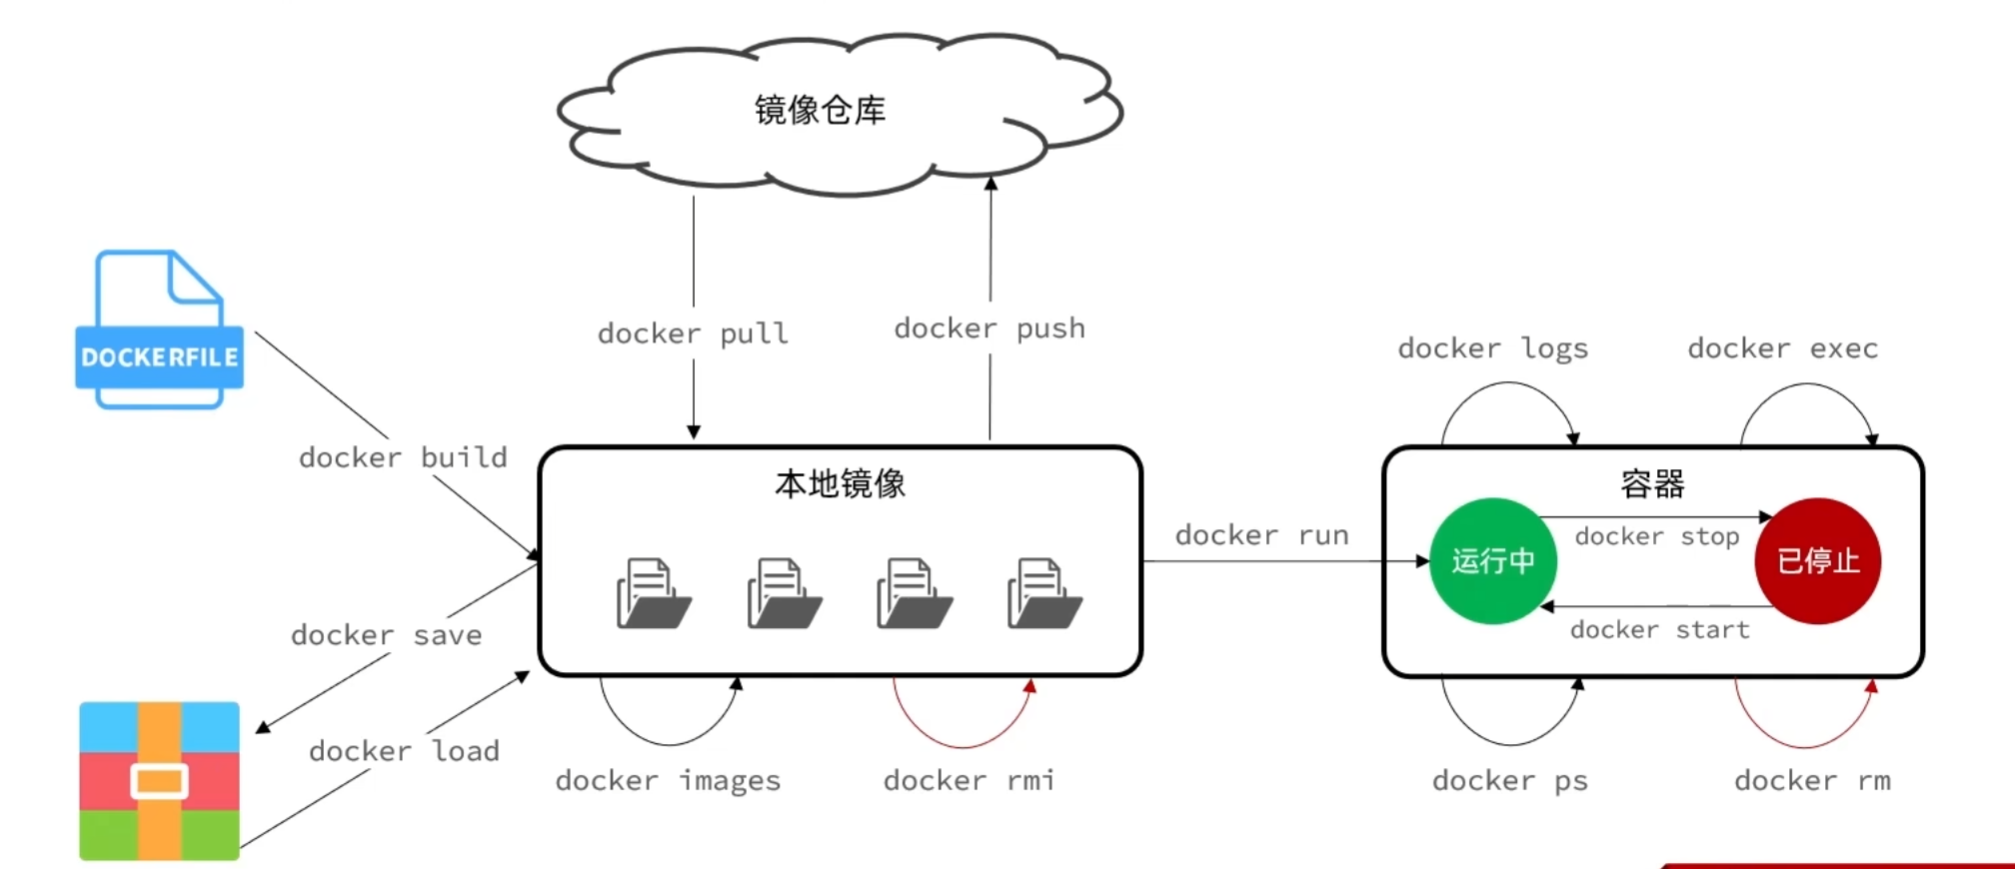 镜像仓库
docker pull
docker push
DOCKERFILE
docker build
docker logs
docker exec
本地镜像
容器
docker run
运行中
docker stop
已停止
docker start
docker save
docker load
docker images
docker rmi
docker ps
docker rm